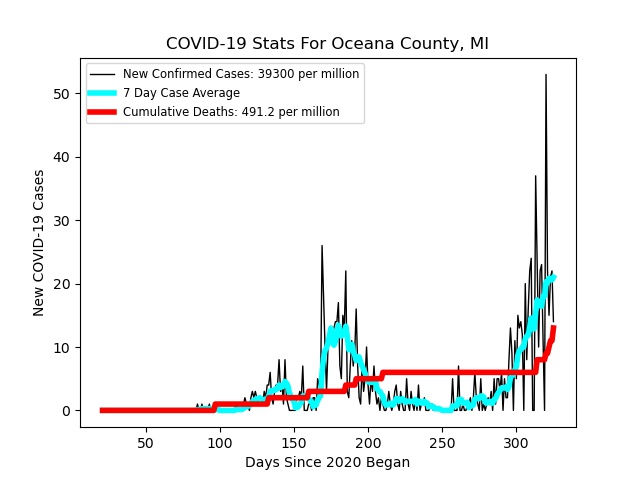 COVID-19 Stats For Oceana County, MI
New Confirmed Cases: 39300 per million
7 Day Case Average
Cumulative Deaths: 491.2 per million
New COVID-19 Cases
50
40
30
20
10
0
50 100 150 200 250 300
Days Since 2020 Began